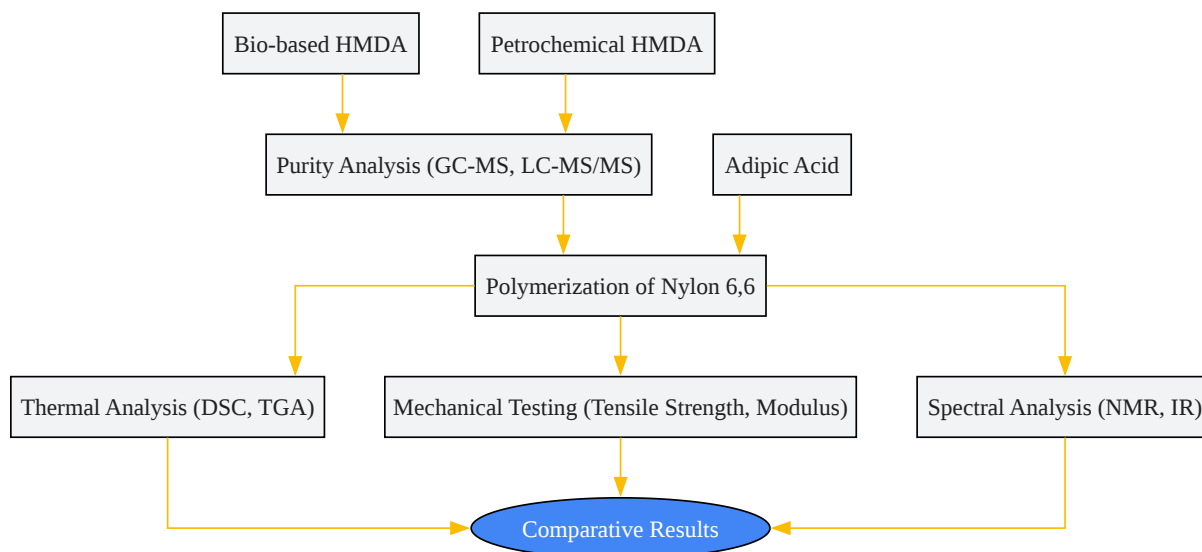 Bio-based HMDA
Petrochemical HMDA
Purity Analysis (GC-MS, LC-MS/MS)
Adipic Acid
Polymerization of Nylon 6,6
Thermal Analysis (DSC, TGA)
Mechanical Testing (Tensile Strength, Modulus)
Spectral Analysis (NMR, IR)
Comparative Results